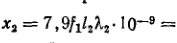 x₂ = 7,9f₁l₂λ₂·10⁻⁹ =